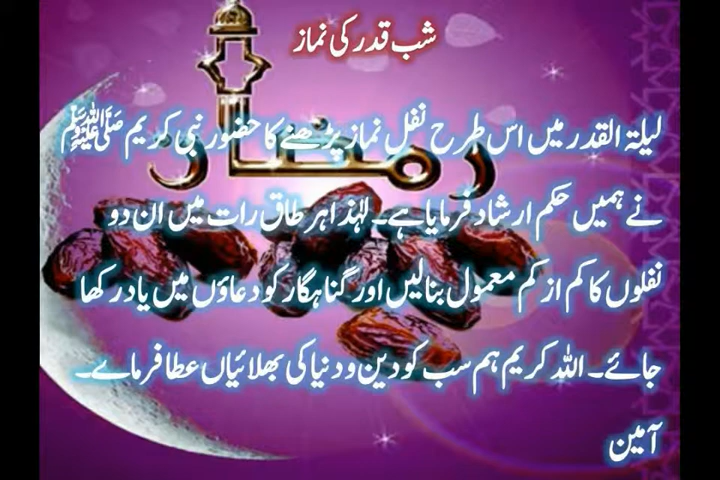 شب قدر کی نماز
رمضان
لیلۃ القدر میں اس طرح نفل نماز پڑھنے کا حضور نبی کریم ﷺ
نے ہمیں حکم ارشاد فرمایا ہے۔ لہٰذا ہر طاق رات میں ان دو
نفلوں کا کم از کم معمول بنالیں اور گناہگار کو دعاؤں میں یاد رکھا
جائے۔ اللہ کریم ہم سب کو دین و دنیا کی بھلائیاں عطا فرمائے۔
آمین